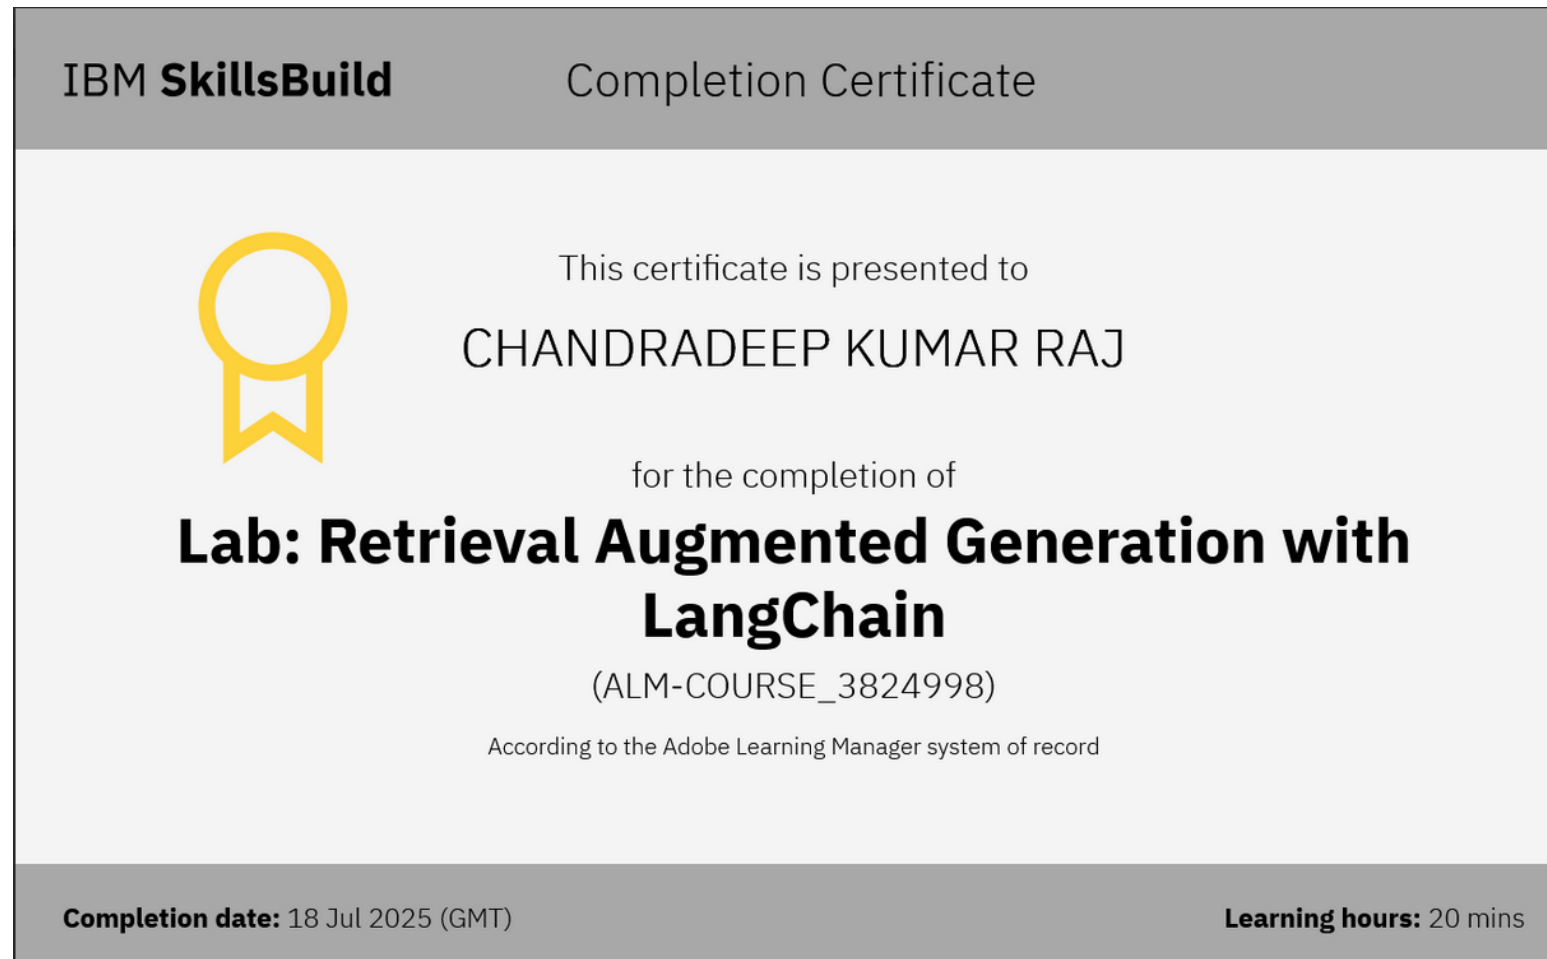 IBM SkillsBuild Completion Certificate
This certificate is presented to
CHANDRADEEP KUMAR RAJ
for the completion of
Lab: Retrieval Augmented Generation with
LangChain
(ALM-COURSE_3824998)
According to the Adobe Learning Manager system of record
Completion date: 18 Jul 2025 (GMT) Learning hours: 20 mins